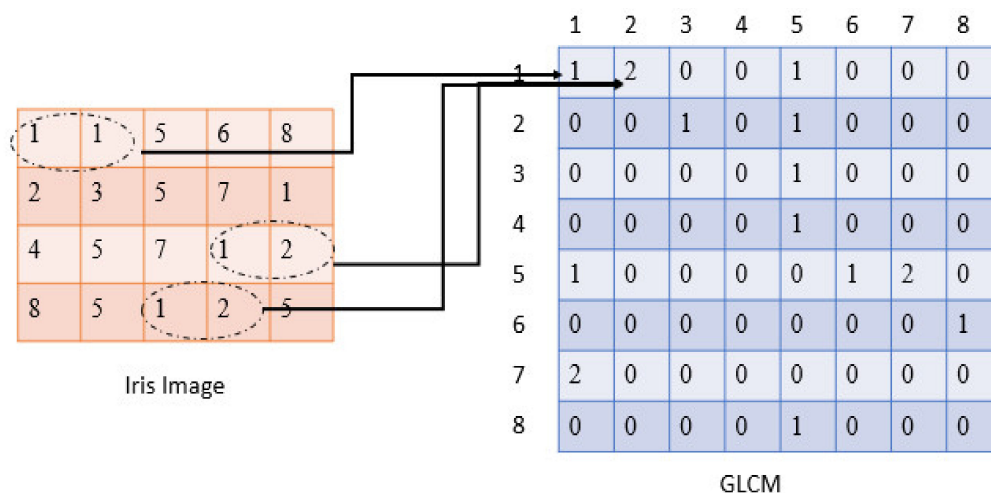 1 2 3 4 5 6 7 8
1 1 2 0 0 1 0 0 0
2 0 0 1 0 1 0 0 0
3 0 0 0 0 1 0 0 0
4 0 0 0 0 1 0 0 0
5 1 0 0 0 0 1 2 0
6 0 0 0 0 0 0 0 1
7 2 0 0 0 0 0 0 0
8 0 0 0 0 1 0 0 0
GLCM
1 1 5 6 8
2 3 5 7 1
4 5 7 1 2
8 5 1 2 5
Iris Image